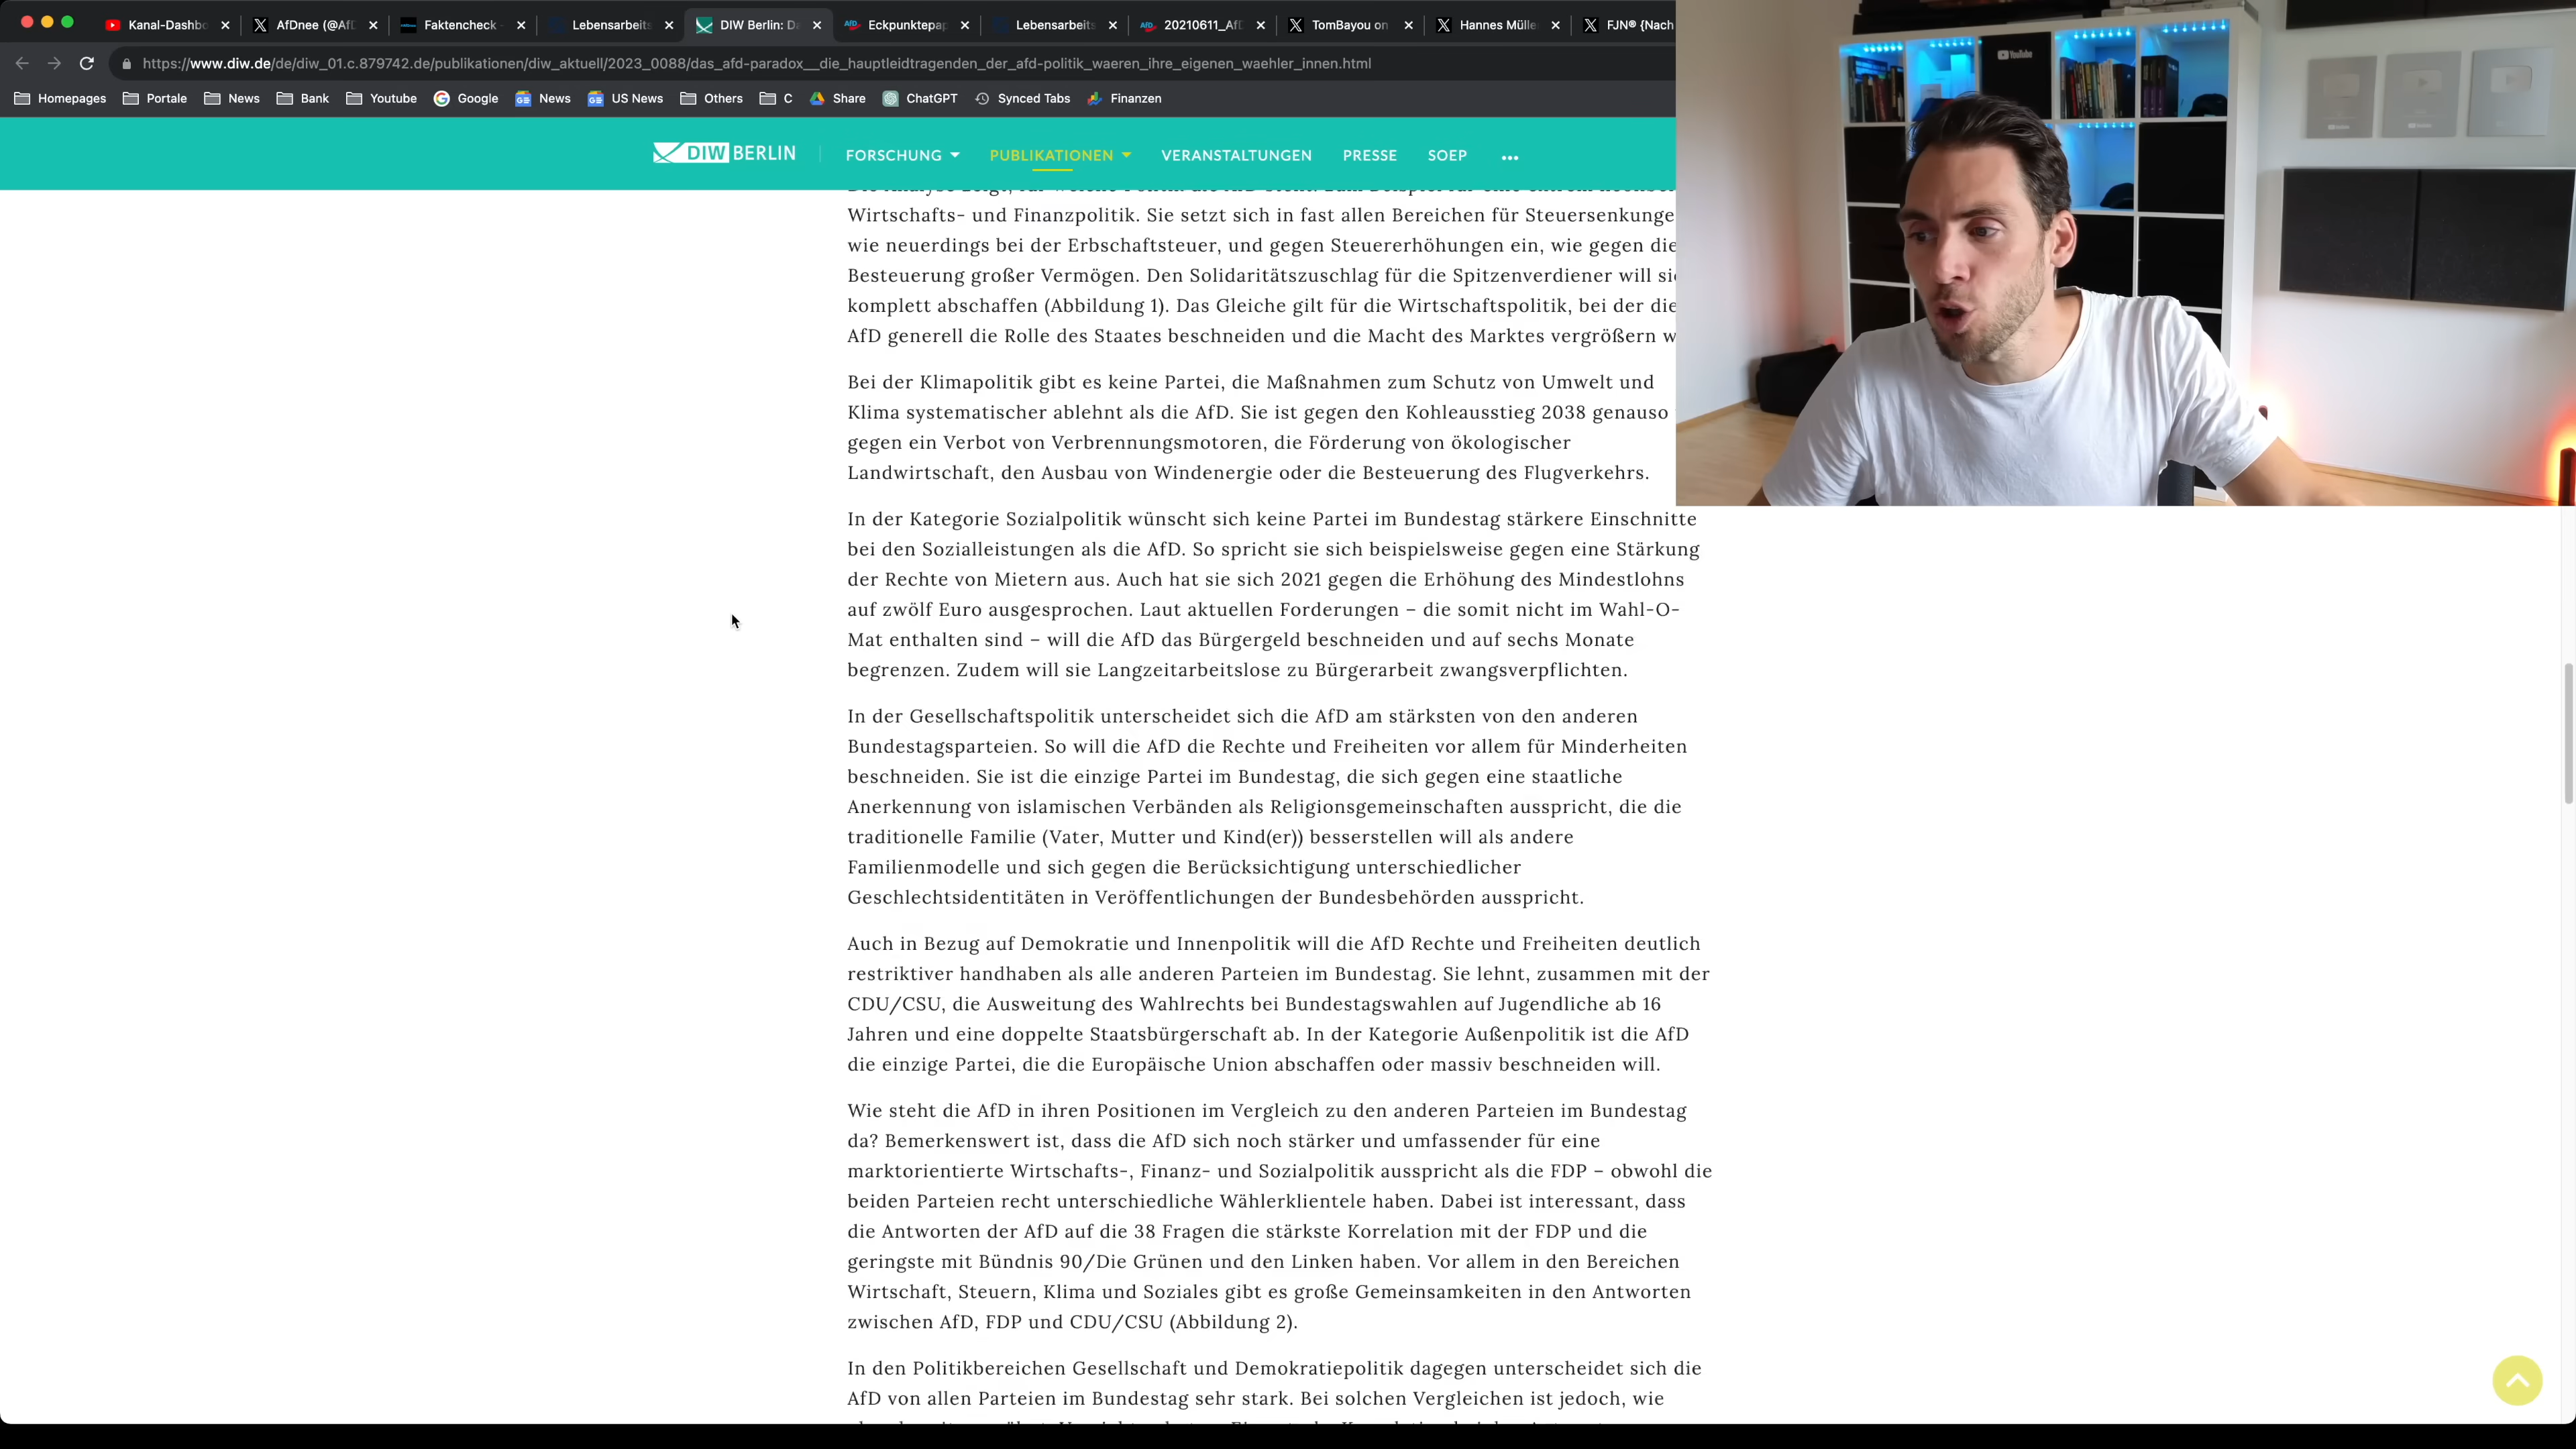 Kanal-Dashbo
AfDnee (@Af
Faktencheck
Lebensarbeits
DIW Berlin: D
Eckpunktepap
Lebensarbeits
20210611_Af
TomBayou on
Hannes Mülle
FJN® {Nach
https://www.diw.de/de/diw_01.c.879742.de/publikationen/diw_aktuell/2023_0088/das_afd-paradox__die_hauptleidtragenden_der_afd-politik_waeren_ihre_eigenen_waehler_innen.html
Homepages Portale News Bank Youtube Google News US News Others C Share ChatGPT Synced Tabs Finanzen
DIW BERLIN
FORSCHUNG PUBLIKATIONEN VERANSTALTUNGEN PRESSE SOEP ...
YouTube
Wirtschafts- und Finanzpolitik. Sie setzt sich in fast allen Bereichen für Steuersenkunge
wie neuerdings bei der Erbschaftsteuer, und gegen Steuererhöhungen ein, wie gegen die
Besteuerung großer Vermögen. Den Solidaritätszuschlag für die Spitzenverdiener will si
komplett abschaffen (Abbildung 1). Das Gleiche gilt für die Wirtschaftspolitik, bei der die
AfD generell die Rolle des Staates beschneiden und die Macht des Marktes vergrößern w
Bei der Klimapolitik gibt es keine Partei, die Maßnahmen zum Schutz von Umwelt und
Klima systematischer ablehnt als die AfD. Sie ist gegen den Kohleausstieg 2038 genauso
gegen ein Verbot von Verbrennungsmotoren, die Förderung von ökologischer
Landwirtschaft, den Ausbau von Windenergie oder die Besteuerung des Flugverkehrs.
In der Kategorie Sozialpolitik wünscht sich keine Partei im Bundestag stärkere Einschnitte
bei den Sozialleistungen als die AfD. So spricht sie sich beispielsweise gegen eine Stärkung
der Rechte von Mietern aus. Auch hat sie sich 2021 gegen die Erhöhung des Mindestlohns
auf zwölf Euro ausgesprochen. Laut aktuellen Forderungen – die somit nicht im Wahl-O-
Mat enthalten sind – will die AfD das Bürgergeld beschneiden und auf sechs Monate
begrenzen. Zudem will sie Langzeitarbeitslose zu Bürgerarbeit zwangsverpflichten.
In der Gesellschaftspolitik unterscheidet sich die AfD am stärksten von den anderen
Bundestagsparteien. So will die AfD die Rechte und Freiheiten vor allem für Minderheiten
beschneiden. Sie ist die einzige Partei im Bundestag, die sich gegen eine staatliche
Anerkennung von islamischen Verbänden als Religionsgemeinschaften ausspricht, die die
traditionelle Familie (Vater, Mutter und Kind(er)) besserstellen will als andere
Familienmodelle und sich gegen die Berücksichtigung unterschiedlicher
Geschlechtsidentitäten in Veröffentlichungen der Bundesbehörden ausspricht.
Auch in Bezug auf Demokratie und Innenpolitik will die AfD Rechte und Freiheiten deutlich
restriktiver handhaben als alle anderen Parteien im Bundestag. Sie lehnt, zusammen mit der
CDU/CSU, die Ausweitung des Wahlrechts bei Bundestagswahlen auf Jugendliche ab 16
Jahren und eine doppelte Staatsbürgerschaft ab. In der Kategorie Außenpolitik ist die AfD
die einzige Partei, die die Europäische Union abschaffen oder massiv beschneiden will.
Wie steht die AfD in ihren Positionen im Vergleich zu den anderen Parteien im Bundestag
da? Bemerkenswert ist, dass die AfD sich noch stärker und umfassender für eine
marktorientierte Wirtschafts-, Finanz- und Sozialpolitik ausspricht als die FDP – obwohl die
beiden Parteien recht unterschiedliche Wählerklientele haben. Dabei ist interessant, dass
die Antworten der AfD auf die 38 Fragen die stärkste Korrelation mit der FDP und die
geringste mit Bündnis 90/Die Grünen und den Linken haben. Vor allem in den Bereichen
Wirtschaft, Steuern, Klima und Soziales gibt es große Gemeinsamkeiten in den Antworten
zwischen AfD, FDP und CDU/CSU (Abbildung 2).
In den Politikbereichen Gesellschaft und Demokratiepolitik dagegen unterscheidet sich die
AfD von allen Parteien im Bundestag sehr stark. Bei solchen Vergleichen ist jedoch, wie